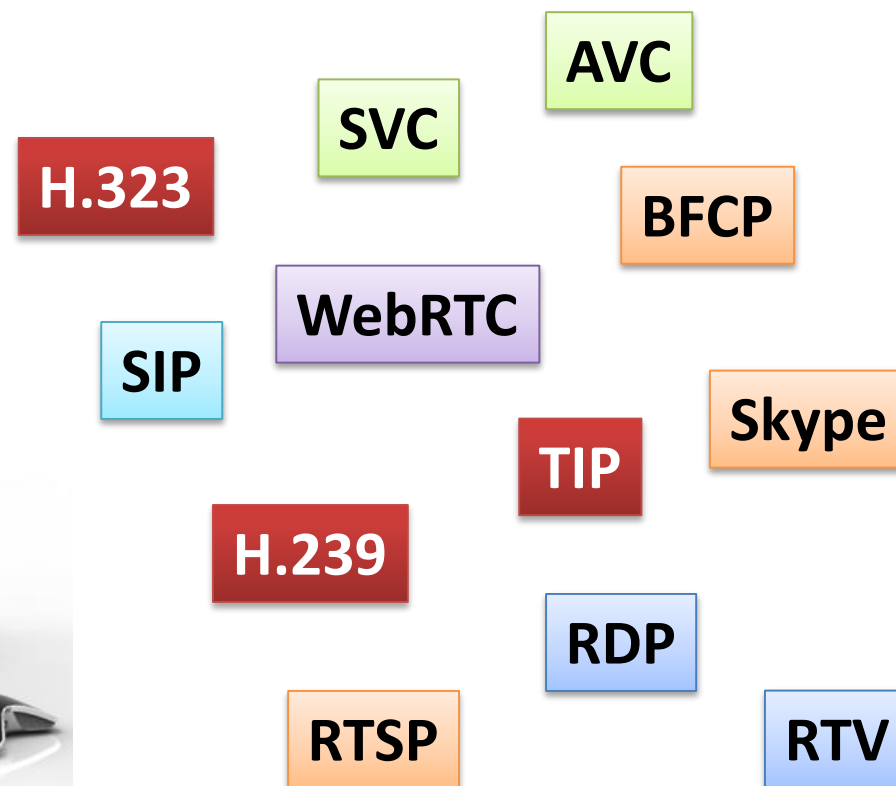 AVC
SVC
H.323
BFCP
WebRTC
SIP
Skype
TIP
H.239
RDP
RTSP
RTV